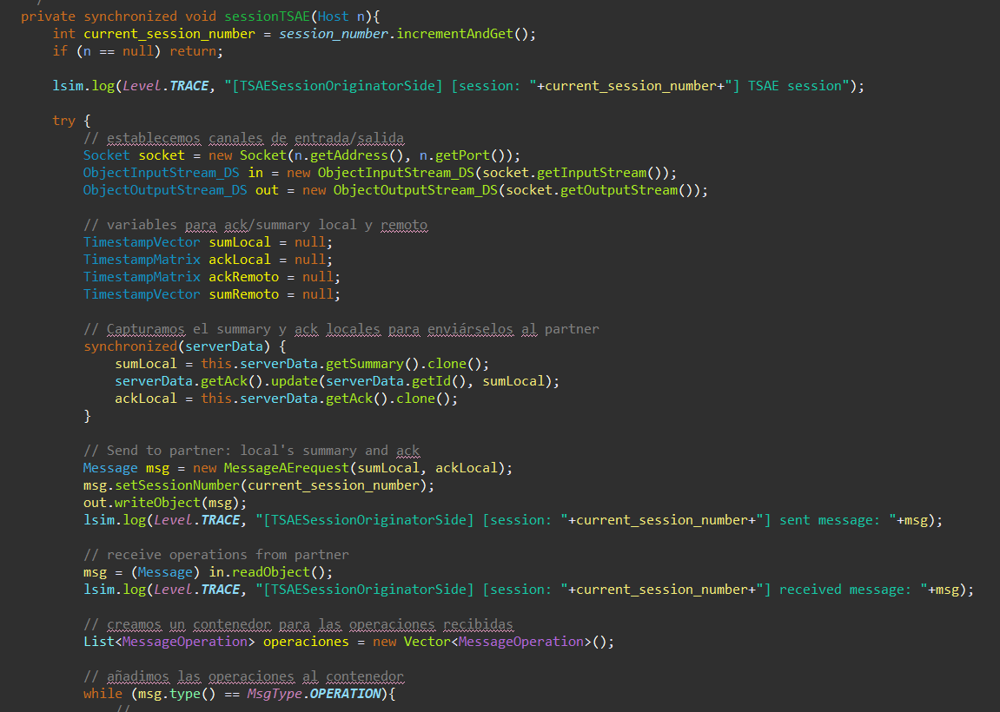 /
private synchronized void sessionTSAE(Host n){
int current_session_number = session_number.incrementAndGet();
if (n == null) return;
lsim.log(Level.TRACE, "[TSAESessionOriginatorSide] [session: "+current_session_number+"] TSAE session");
try {
// establecemos canales de entrada/salida
Socket socket = new Socket(n.getAddress(), n.getPort());
ObjectInputStream_DS in = new ObjectInputStream_DS(socket.getInputStream());
ObjectOutputStream_DS out = new ObjectOutputStream_DS(socket.getOutputStream());
// variables para ack/summary local y remoto
TimestampVector sumLocal = null;
TimestampMatrix ackLocal = null;
TimestampMatrix ackRemoto = null;
TimestampVector sumRemoto = null;
// Capturamos el summary y ack locales para enviárselos al partner
synchronized(serverData) {
sumLocal = this.serverData.getSummary().clone();
serverData.getAck().update(serverData.getId(), sumLocal);
ackLocal = this.serverData.getAck().clone();
}
// Send to partner: local's summary and ack
Message msg = new MessageAErequest(sumLocal, ackLocal);
msg.setSessionNumber(current_session_number);
out.writeObject(msg);
lsim.log(Level.TRACE, "[TSAESessionOriginatorSide] [session: "+current_session_number+"] sent message: "+msg);
// receive operations from partner
msg = (Message) in.readObject();
lsim.log(Level.TRACE, "[TSAESessionOriginatorSide] [session: "+current_session_number+"] received message: "+msg);
// creamos un contenedor para las operaciones recibidas
List<MessageOperation> operaciones = new Vector<MessageOperation>();
// añadimos las operaciones al contenedor
while (msg.type() == MsgType.OPERATION){
//